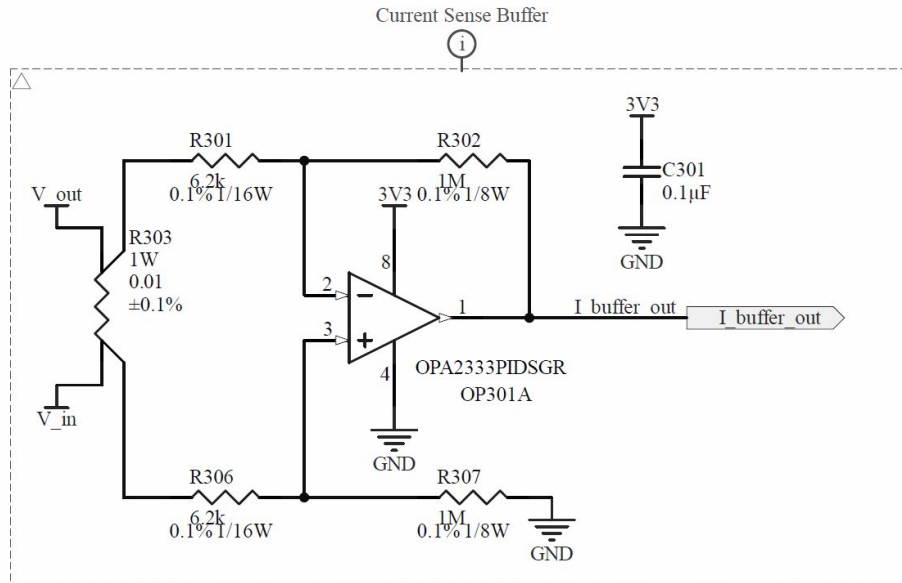 Current Sense Buffer
i
3V3
C301
0.1µF
GND
R301
6.2k
0.1% 1/16W
R302
1M
0.1% 1/8W
V_out
R303
1W
0.01
±0.1%
V_in
3V3
8
2
3
1
4
OPA2333PIDSGR
OP301A
GND
I_buffer_out
I_buffer_out
R306
6.2k
0.1% 1/16W
R307
1M
0.1% 1/8W
GND